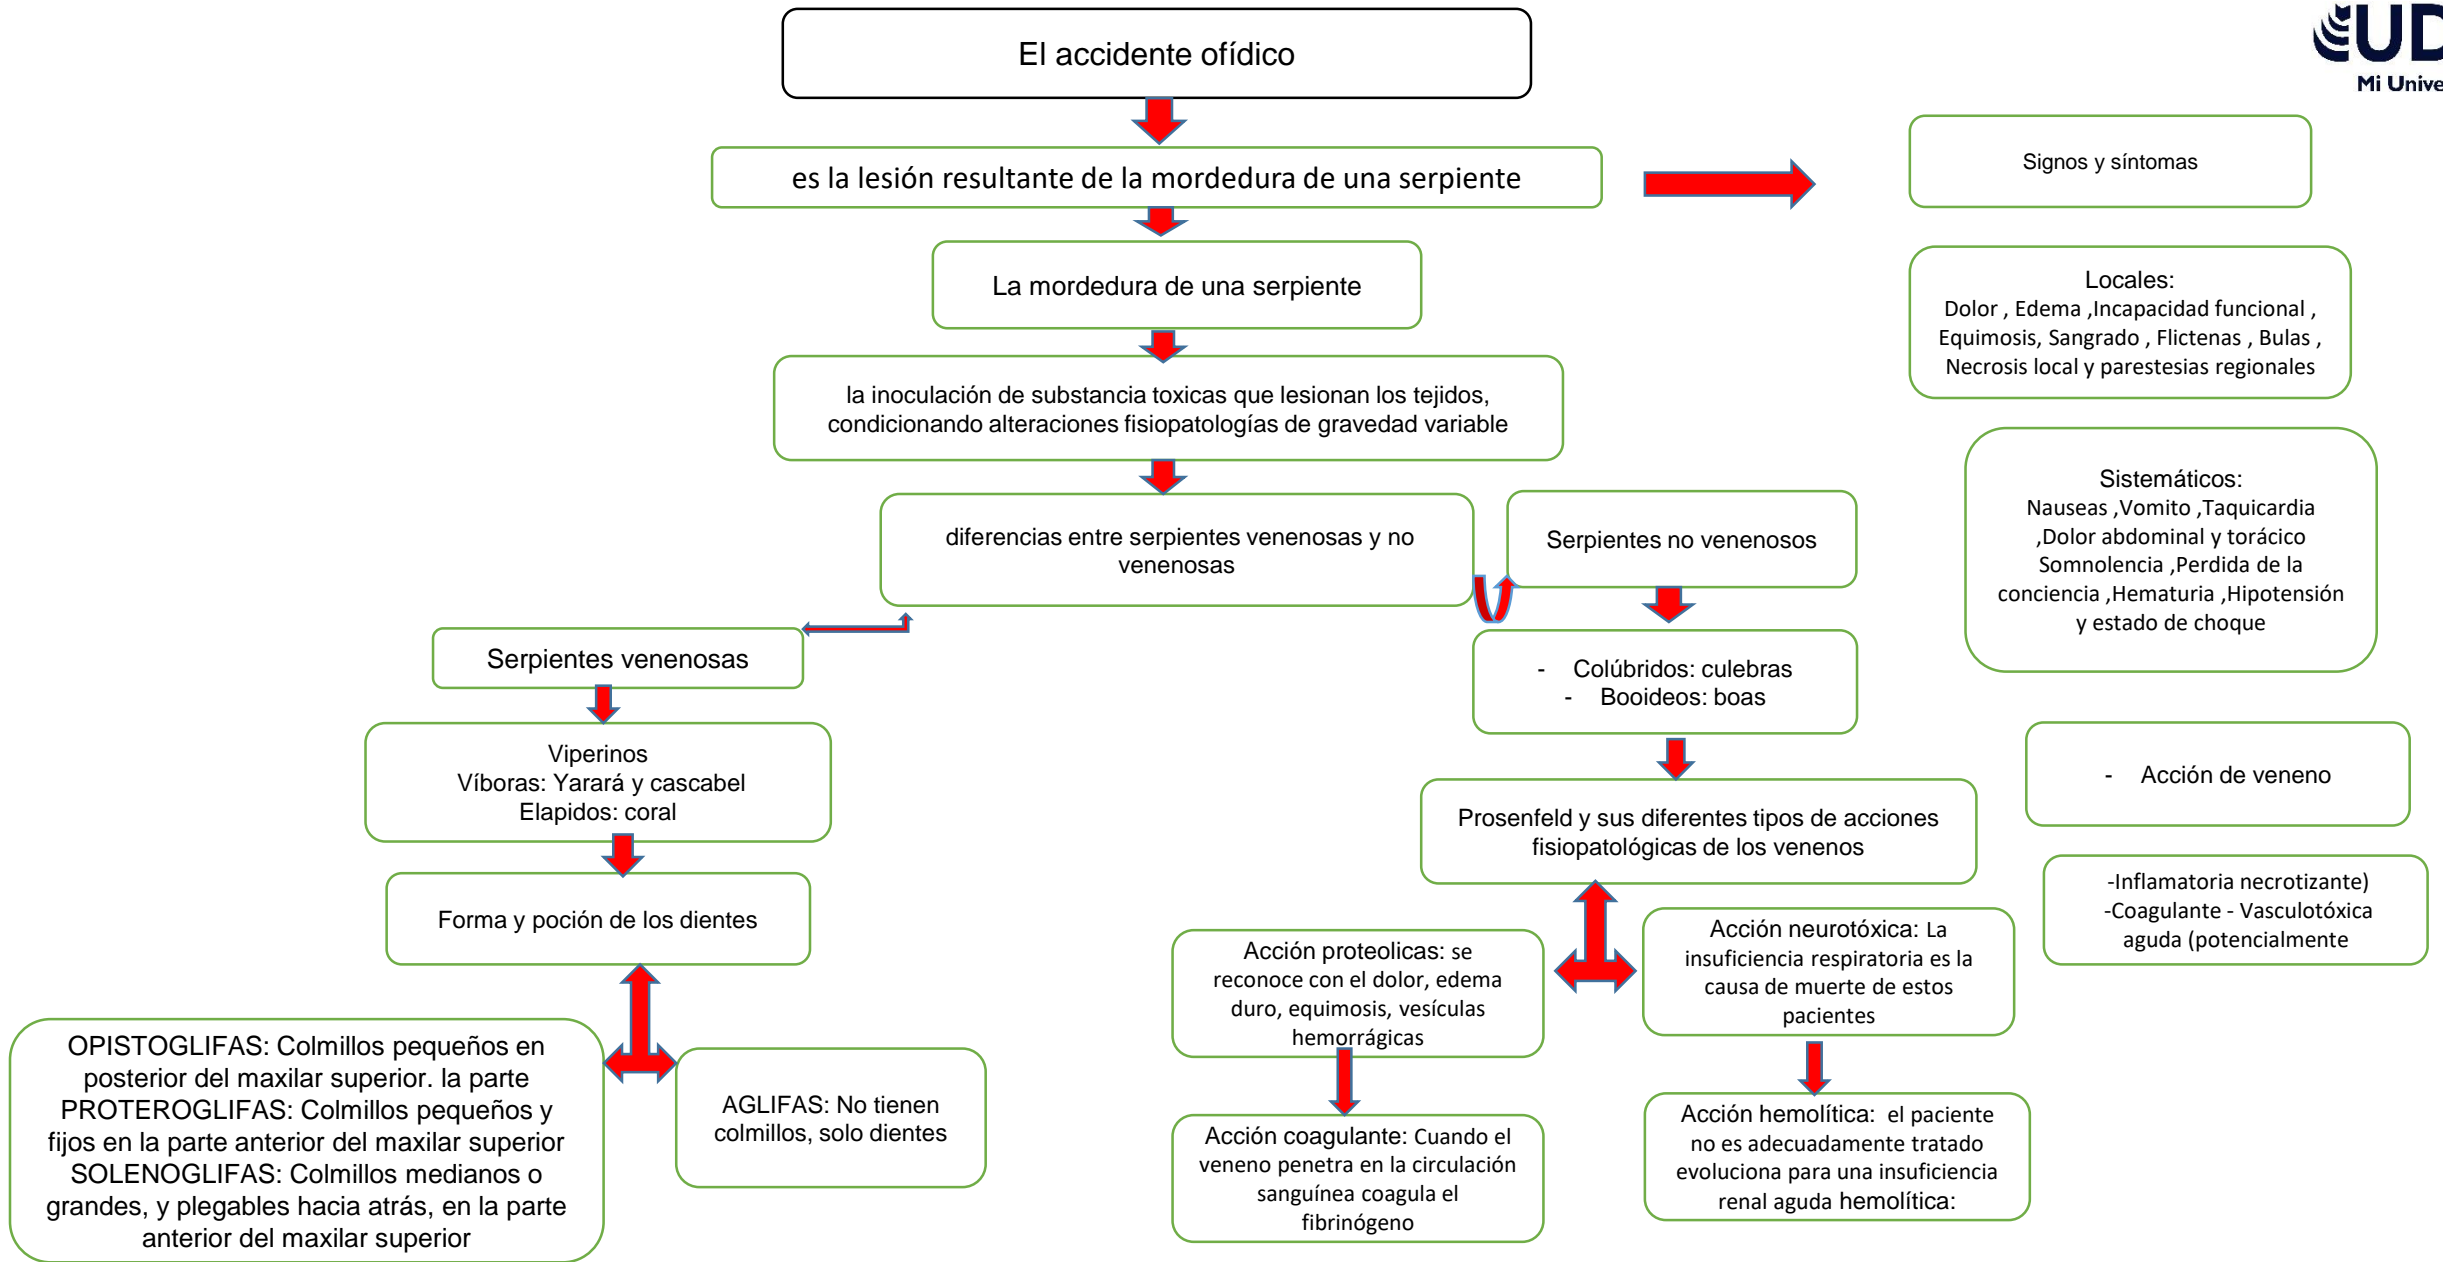 El accidente ofídico
es la lesión resultante de la mordedura de una serpiente
La mordedura de una serpiente
la inoculación de substancia toxicas que lesionan los tejidos,
condicionando alteraciones fisiopatologías de gravedad variable
diferencias entre serpientes venenosas y no
venenosas
Serpientes venenosas
Viperinos
Víboras: Yarará y cascabel
Elapidos: coral
Forma y poción de los dientes
OPISTOGLIFAS: Colmillos pequeños en
posterior del maxilar superior. la parte
PROTEROGLIFAS: Colmillos pequeños y
fijos en la parte anterior del maxilar superior
SOLENOGLIFAS: Colmillos medianos o
grandes, y plegables hacia atrás, en la parte
anterior del maxilar superior
AGLIFAS: No tienen
colmillos, solo dientes
Serpientes no venenosos
- Colúbridos: culebras
- Booideos: boas
Prosenfeld y sus diferentes tipos de acciones
fisiopatológicas de los venenos
Acción proteolicas: se
reconoce con el dolor, edema
duro, equimosis, vesículas
hemorrágicas
Acción coagulante: Cuando el
veneno penetra en la circulación
sanguínea coagula el
fibrinógeno
Acción neurotóxica: La
insuficiencia respiratoria es la
causa de muerte de estos
pacientes
Acción hemolítica: el paciente
no es adecuadamente tratado
evoluciona para una insuficiencia
renal aguda hemolítica:
UD
Mi Unive
Signos y síntomas
Locales:
Dolor , Edema ,Incapacidad funcional ,
Equimosis, Sangrado , Flictenas , Bulas ,
Necrosis local y parestesias regionales
Sistemáticos:
Nauseas ,Vomito ,Taquicardia
,Dolor abdominal y torácico
Somnolencia ,Perdida de la
conciencia ,Hematuria ,Hipotensión
y estado de choque
- Acción de veneno
-Inflamatoria necrotizante)
-Coagulante - Vasculotóxica
aguda (potencialmente